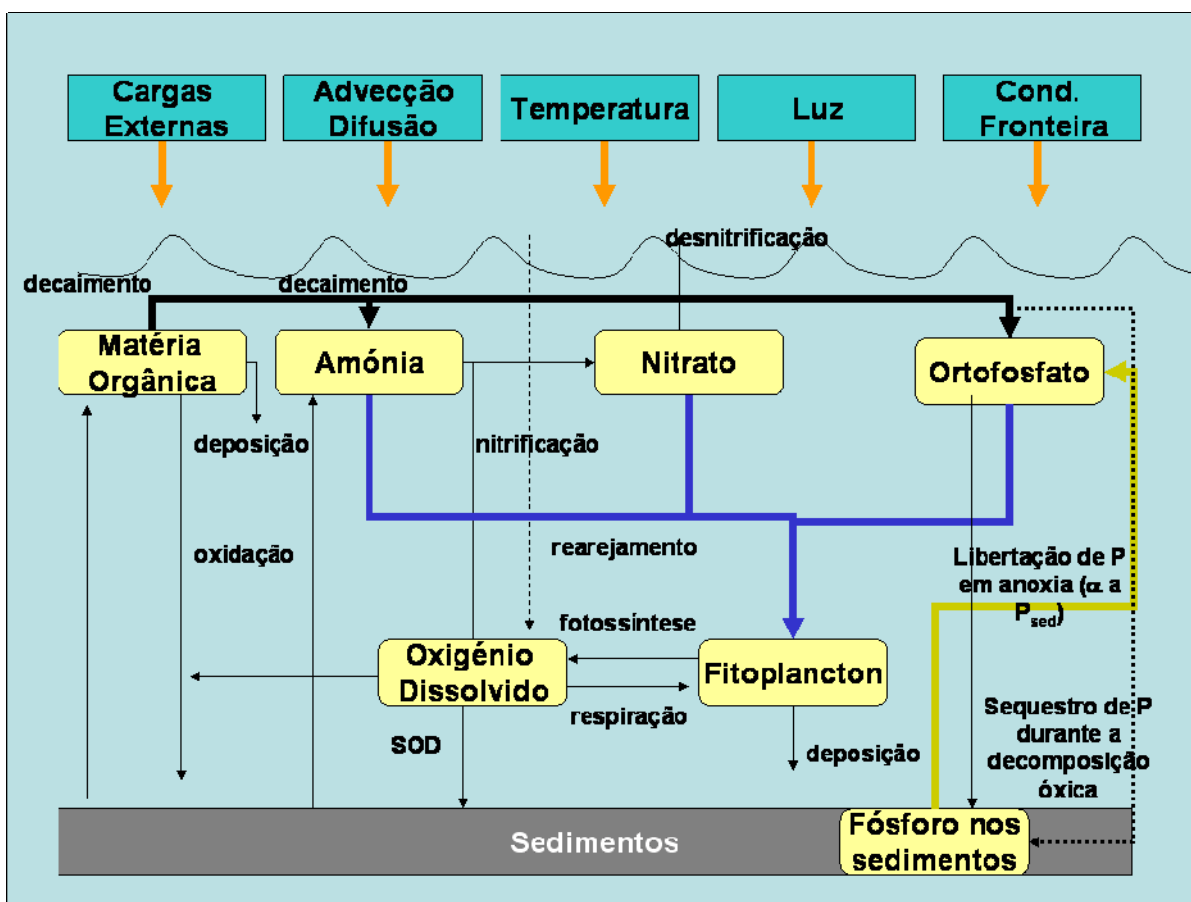 Cargas
Externas
Advecção
Difusão
Temperatura
Luz
Cond.
Fronteira
desnitrificação
decaimento
decaimento
Matéria
Orgânica
Amónia
Nitrato
Ortofosfato
deposição
nitrificação
oxidação
rearejamento
Libertação de P
em anoxia (α a
Psed)
fotossíntese
Oxigénio
Dissolvido
Fitoplancton
respiração
SOD
deposição
Sequestro de P
durante a
decomposição
óxica
Sedimentos
Fósforo nos
sedimentos